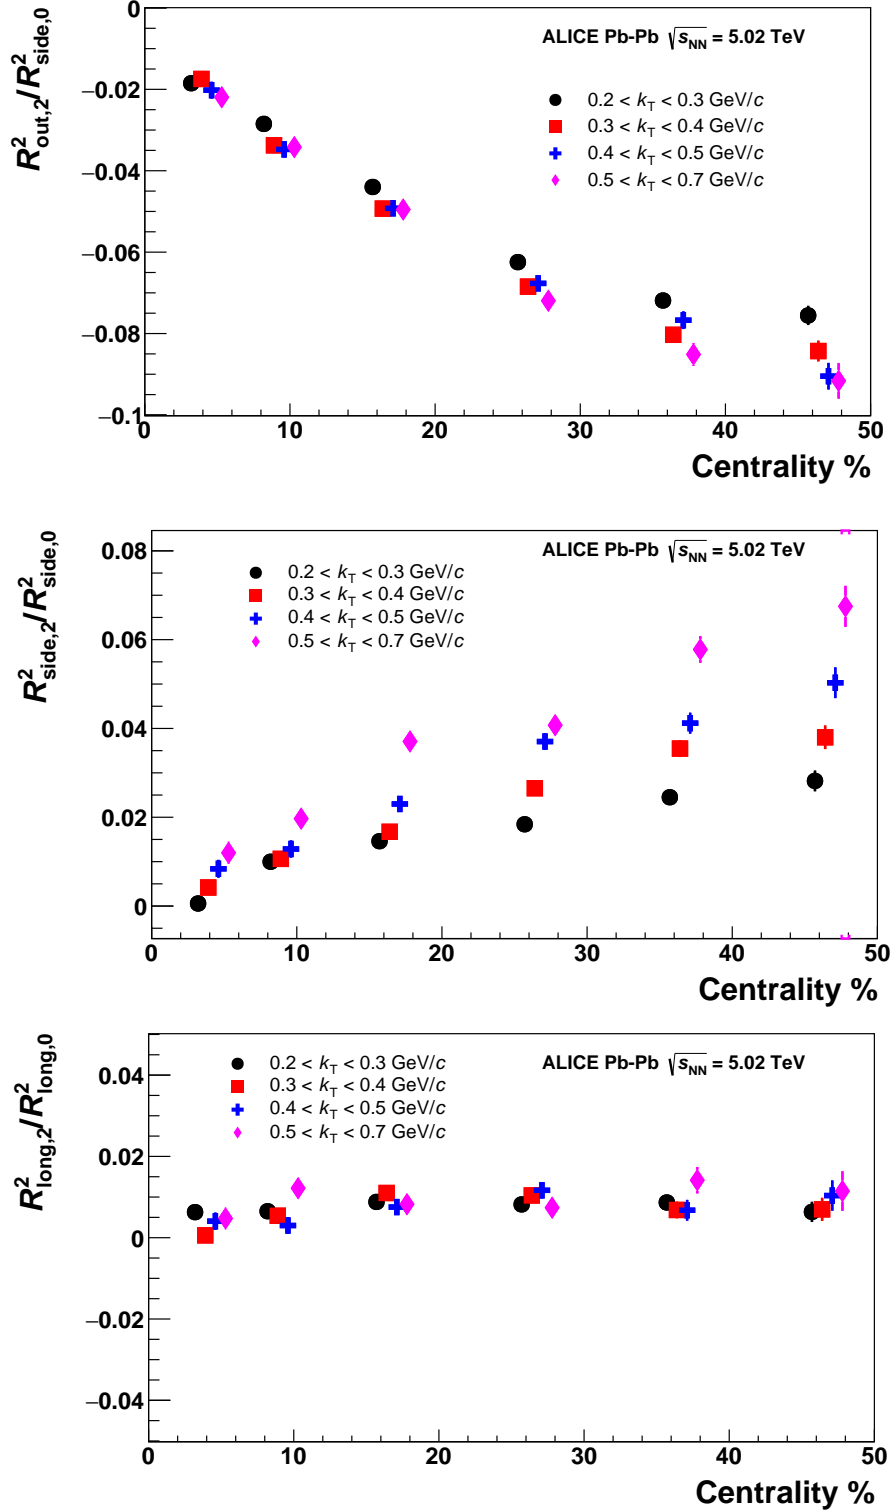 0
ALICE Pb-Pb √sNN = 5.02 TeV
−0.02
R²out,2/R²side,0
0.2 < kT < 0.3 GeV/c
0.3 < kT < 0.4 GeV/c
−0.04
0.4 < kT < 0.5 GeV/c
0.5 < kT < 0.7 GeV/c
−0.06
−0.08
−0.1
0 10 20 30 40 50
Centrality %
0.08
ALICE Pb-Pb √sNN = 5.02 TeV
R²side,2/R²side,0
0.2 < kT < 0.3 GeV/c
0.3 < kT < 0.4 GeV/c
0.4 < kT < 0.5 GeV/c
0.06
0.5 < kT < 0.7 GeV/c
0.04
0.02
0
0 10 20 30 40 50
Centrality %
R²long,2/R²long,0
0.2 < kT < 0.3 GeV/c
ALICE Pb-Pb √sNN = 5.02 TeV
0.04
0.3 < kT < 0.4 GeV/c
0.4 < kT < 0.5 GeV/c
0.5 < kT < 0.7 GeV/c
0.02
0
−0.02
−0.04
0 10 20 30 40 50
Centrality %